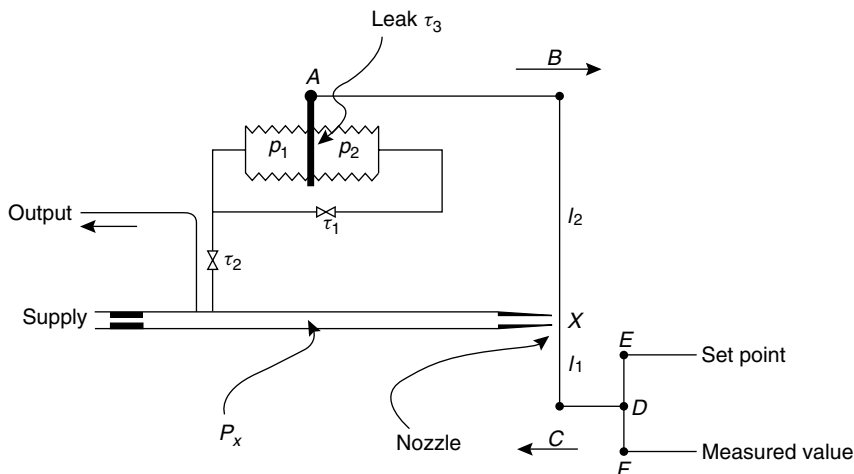 Leak τ3
B
A
p1 p2
Output
τ1
l2
τ2
Supply
X
E
Set point
l1
D
Px
Nozzle
C
Measured value
F